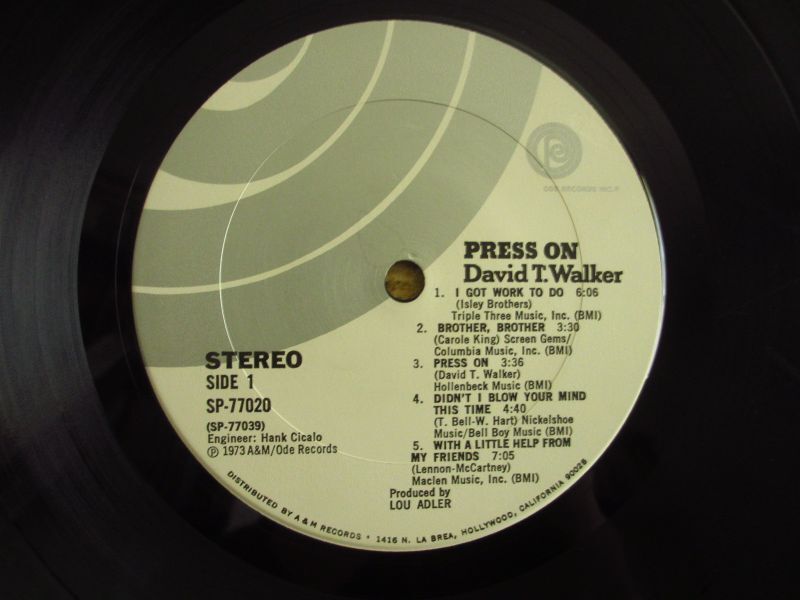 ODE RECORDS INC.
PRESS ON
David T. Walker
1. I GOT WORK TO DO 6:06
(Isley Brothers)
Triple Three Music, Inc. (BMI)
2. BROTHER, BROTHER 3:30
(Carole King) Screen Gems/
Columbia Music, Inc. (BMI)
3. PRESS ON 3:36
(David T. Walker)
Hollenbeck Music (BMI)
4. DIDN'T I BLOW YOUR MIND
THIS TIME 4:40
(T. Bell-W. Hart) Nickelshoe
Music/Bell Boy Music (BMI)
5. WITH A LITTLE HELP FROM
MY FRIENDS 7:05
(Lennon-McCartney)
Maclen Music, Inc. (BMI)
Produced by
LOU ADLER
STEREO
SIDE 1
SP-77020
(SP-77039)
Engineer: Hank Cicalo
Ⓟ 1973 A&M/Ode Records
DISTRIBUTED BY A & M RECORDS • 1416 N. LA BREA, HOLLYWOOD, CALIFORNIA 90028